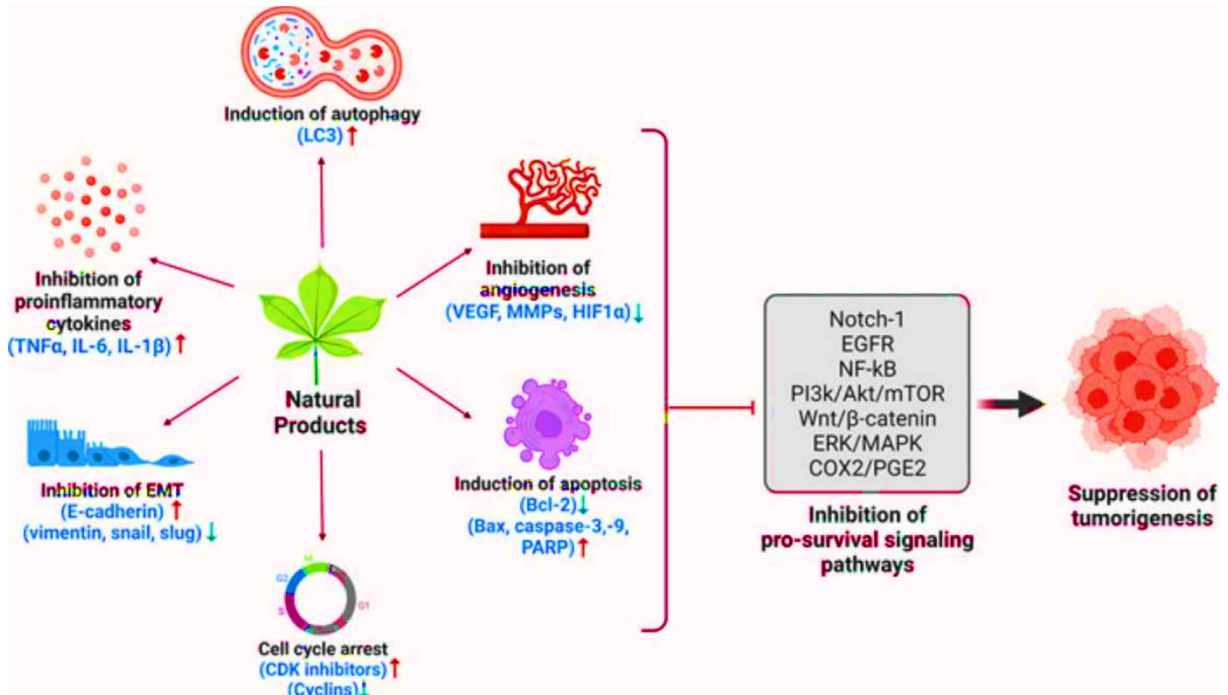 Induction of autophagy
(LC3)↑
Inhibition of
proinflammatory
cytokines
(TNFα, IL-6, IL-1β)↑
Inhibition of
angiogenesis
(VEGF, MMPs, HIF1α)↓
Natural
Products
Inhibition of EMT
(E-cadherin)↑
(vimentin, snail, slug)↓
Induction of apoptosis
(Bcl-2)↓
(Bax, caspase-3,-9,
PARP)↑
M
G2
S
G1
Cell cycle arrest
(CDK inhibitors)↑
(Cyclins)↓
Notch-1
EGFR
NF-kB
PI3k/Akt/mTOR
Wnt/β-catenin
ERK/MAPK
COX2/PGE2
Inhibition of
pro-survival signaling
pathways
Suppression of
tumorigenesis